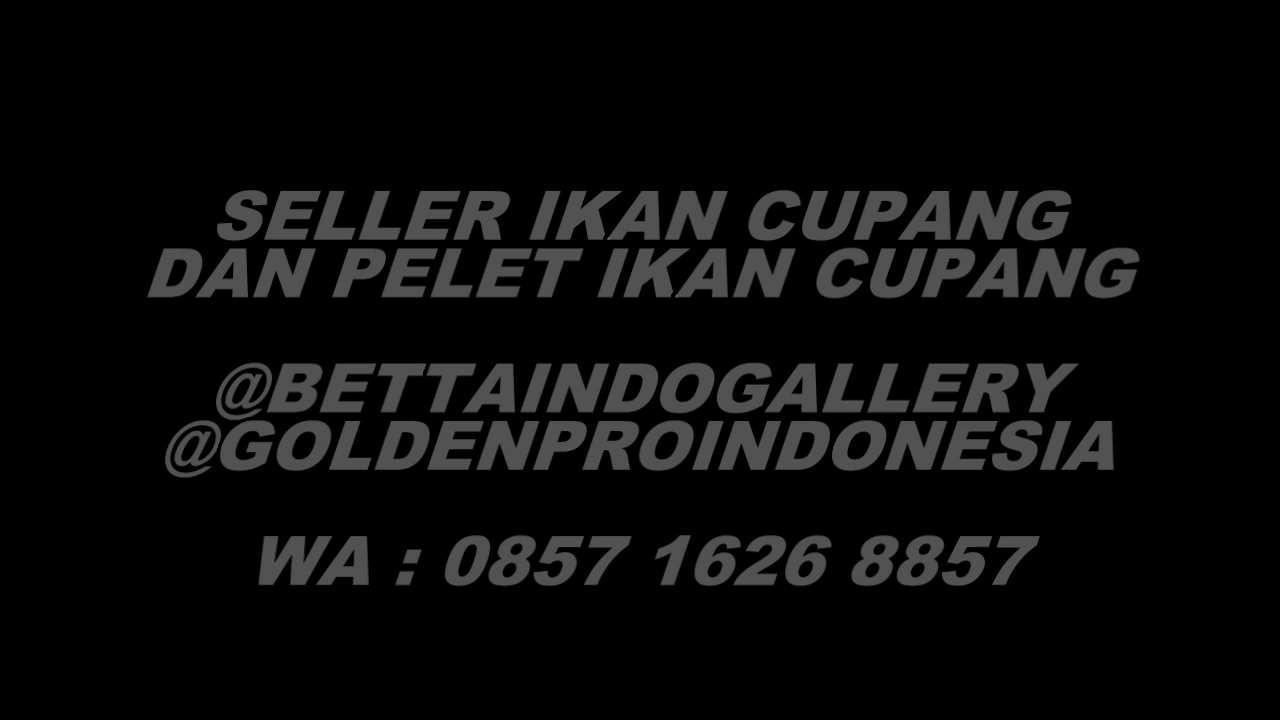 SELLER IKAN CUPANG
DAN PELET IKAN CUPANG
@BETTAINDOGALLERY
@GOLDENPROINDONESIA
WA : 0857 1626 8857